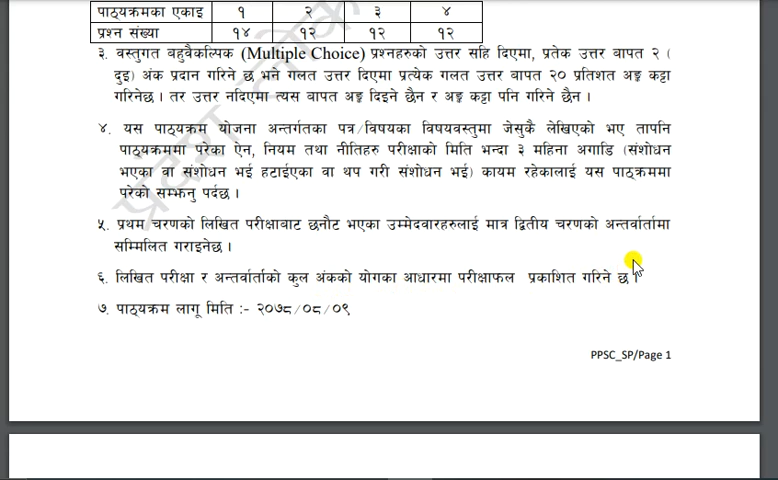 पाठ्यक्रमका एकाइ १ २ ३ ४
प्रश्न संख्या १४ १२ १२ १२
३. वस्तुगत वहुवैकल्पिक (Multiple Choice) प्रश्नहरुको उत्तर सहि दिएमा, प्रतेक उत्तर बापत २ (
दुइ) अंक प्रदान गरिने छ भने गलत उत्तर दिएमा प्रत्येक गलत उत्तर बापत २० प्रतिशत अङ्क कट्टा
गरिनेछ । तर उत्तर नदिएमा त्यस बापत अङ्क दिइने छैन र अङ्क कट्टा पनि गरिने छैन ।
४. यस पाठ्यक्रम योजना अन्तर्गतका पत्र/विषयका विषयवस्तुमा जेसुकै लेखिएको भए तापनि
पाठ्यक्रममा परेका ऐन, नियम तथा नीतिहरु परीक्षाको मिति भन्दा ३ महिना अगाडि (संशोधन
भएका वा संशोधन भई हटाईएका वा थप गरी संशोधन भई) कायम रहेकालाई यस पाठ्क्रममा
परेको सम्झनु पर्दछ ।
५. प्रथम चरणको लिखित परीक्षाबाट छनौट भएका उम्मेदवारहरुलाई मात्र द्वितीय चरणको अन्तर्वार्तामा
सम्मिलित गराइनेछ ।
६. लिखित परीक्षा र अन्तर्वार्ताको कुल अंकको योगका आधारमा परीक्षाफल प्रकाशित गरिने छ ।
७. पाठ्यक्रम लागू मिति :- २०७८/०८/०९
PPSC_SP/Page 1